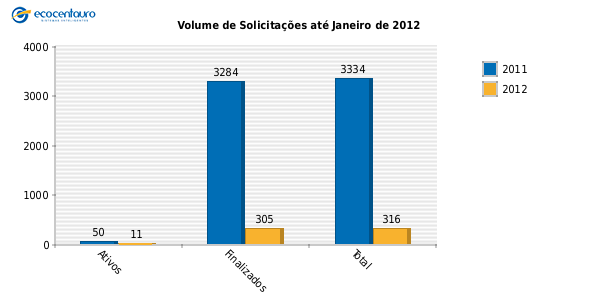 ecocentauro
Volume de Solicitações até Janeiro de 2012
4000
3000
2000
1000
0
50
11
3284
305
3334
316
Ativos
Finalizados
Total
2011
2012